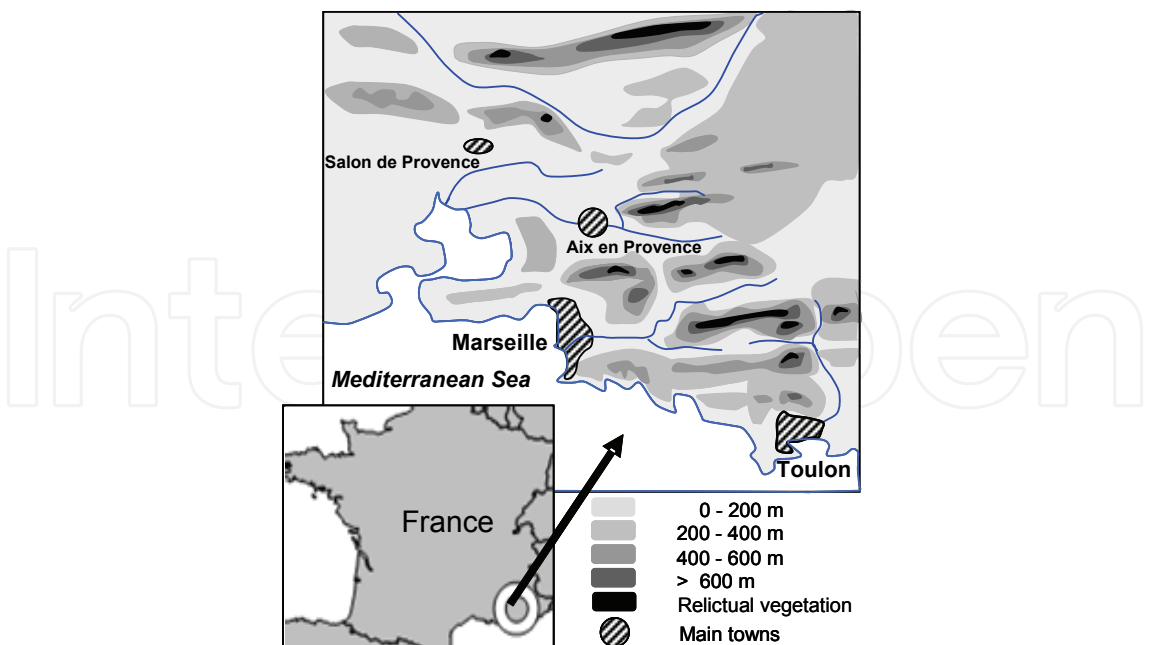 Salon de Provence
Aix en Provence
Marseille
Mediterranean Sea
Toulon
France
0 - 200 m
200 - 400 m
400 - 600 m
> 600 m
Relictual vegetation
Main towns